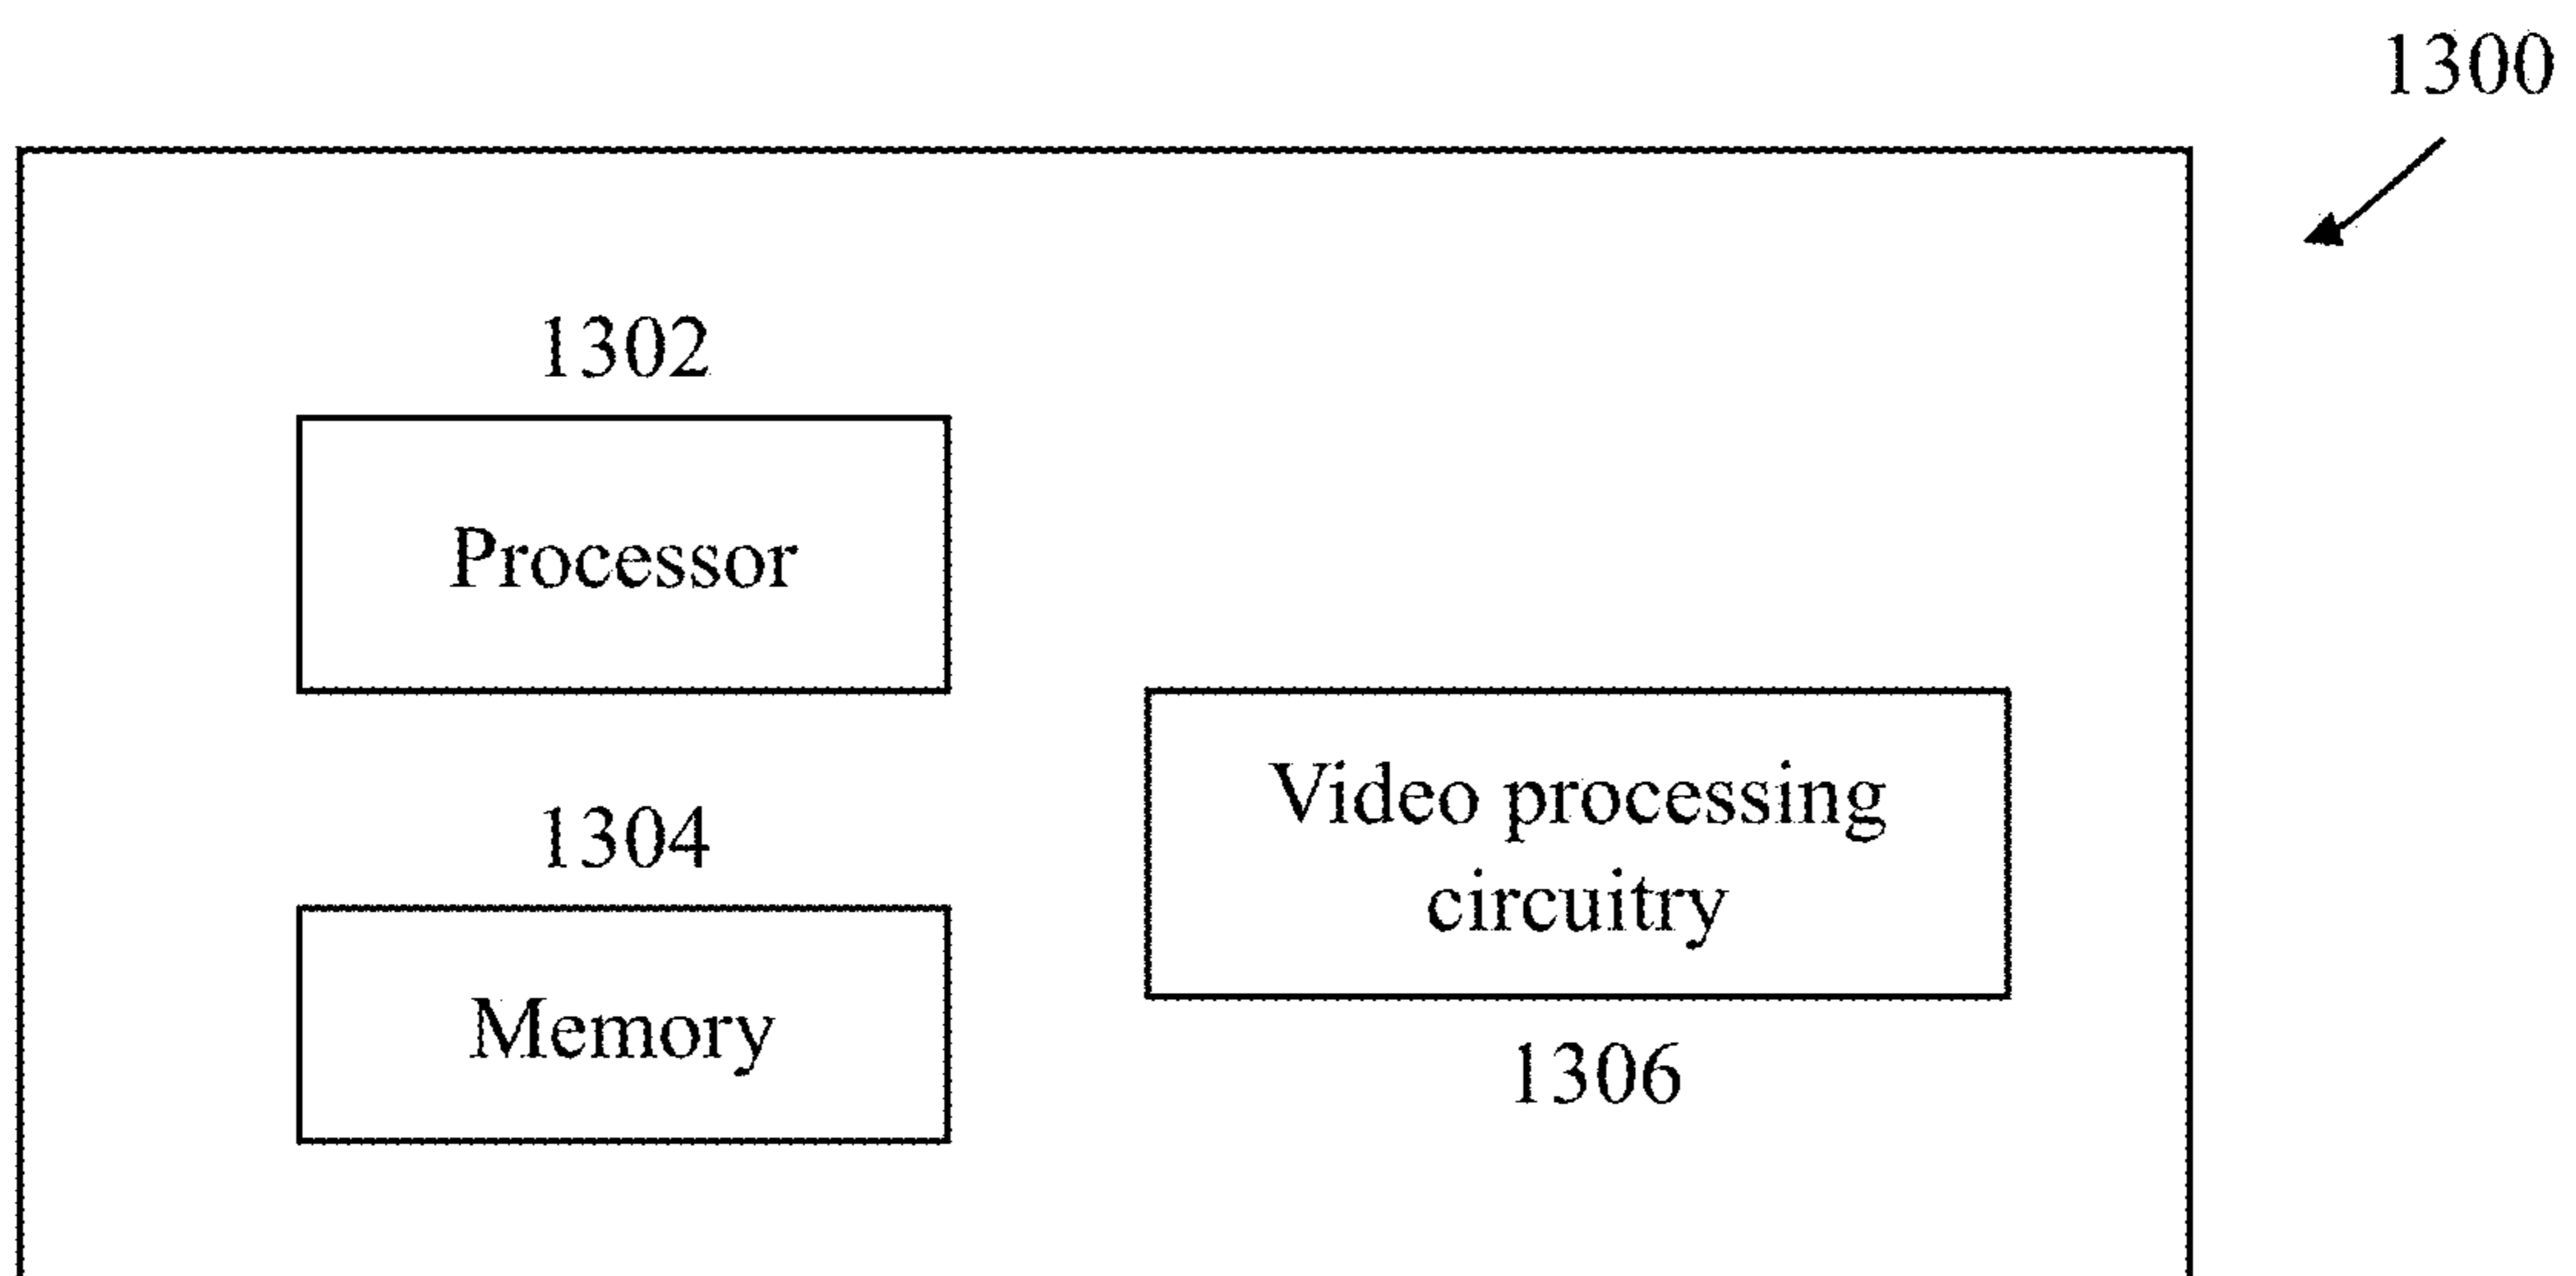 1300
1302
Processor
1304
Memory
Video processing
circuitry
1306